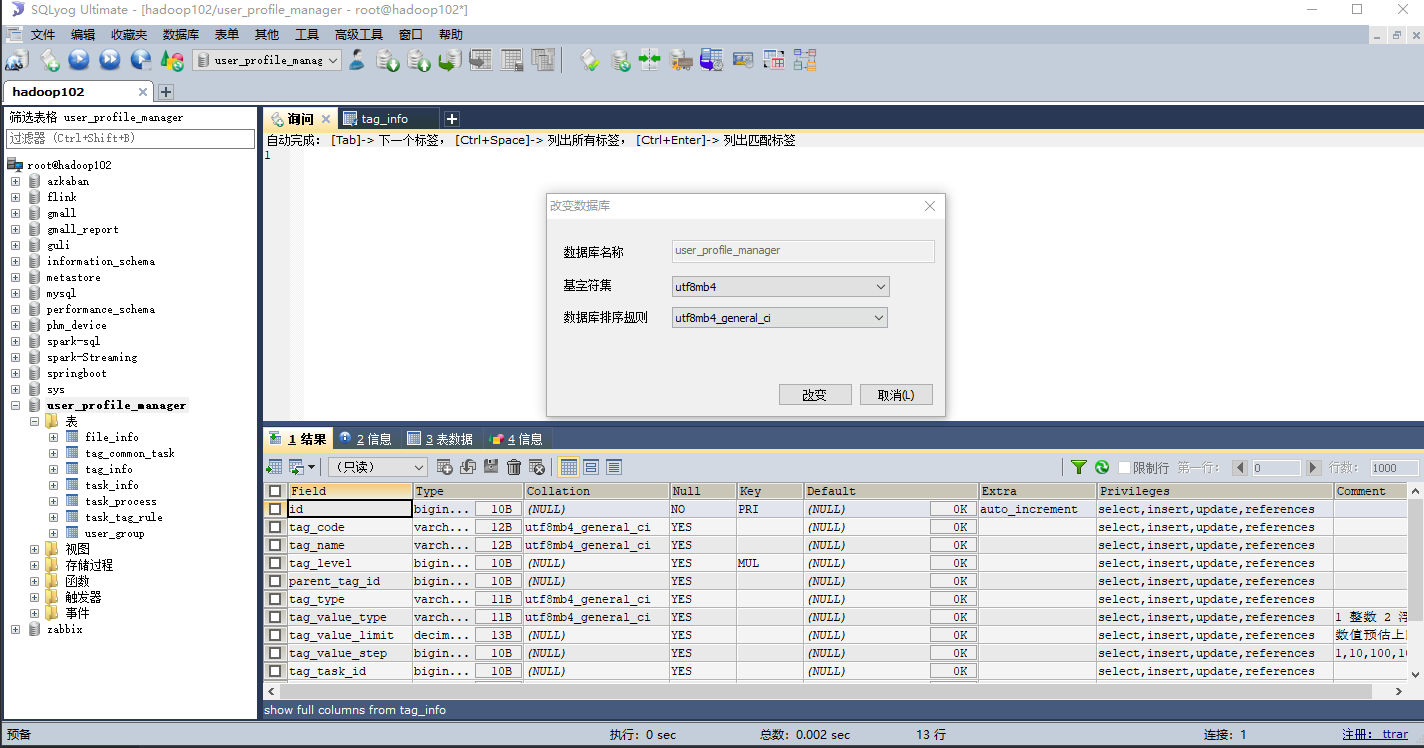 SQLyog Ultimate - [hadoop102/user_profile_manager - root@hadoop102*]
文件 编辑 收藏夹 数据库 表单 其他 工具 高级工具 窗口 帮助
user_profile_manag
hadoop102
筛选表格 user_profile_manager
过滤器 (Ctrl+Shift+B)
root@hadoop102
azkaban
flink
gmall
gmall_report
guli
information_schema
metastore
mysql
performance_schema
phm_device
spark-sql
spark-Streaming
springboot
sys
user_profile_manager
表
file_info
tag_common_task
tag_info
task_info
task_process
task_tag_rule
user_group
视图
存储过程
函数
触发器
事件
zabbix
询问 tag_info
自动完成: [Tab]-> 下一个标签, [Ctrl+Space]-> 列出所有标签, [Ctrl+Enter]-> 列出匹配标签
1
改变数据库
数据库名称 user_profile_manager
基字符集 utf8mb4
数据库排序规则 utf8mb4_general_ci
改变 取消(L)
1 结果 2 信息 3 表数据 4 信息
(只读) 限制行 第一行: 0 行数: 1000
Field Type Collation Null Key Default Extra Privileges Comment
id bigin... 10B (NULL) NO PRI (NULL) 0K auto_increment select,insert,update,references
tag_code varch... 12B utf8mb4_general_ci YES (NULL) 0K select,insert,update,references
tag_name varch... 12B utf8mb4_general_ci YES (NULL) 0K select,insert,update,references
tag_level bigin... 10B (NULL) YES MUL (NULL) 0K select,insert,update,references
parent_tag_id bigin... 10B (NULL) YES (NULL) 0K select,insert,update,references
tag_type varch... 11B utf8mb4_general_ci YES (NULL) 0K select,insert,update,references
tag_value_type varch... 11B utf8mb4_general_ci YES (NULL) 0K select,insert,update,references 1 整数 2 浮
tag_value_limit decim... 13B (NULL) YES (NULL) 0K select,insert,update,references 数值预估上
tag_value_step bigin... 10B (NULL) YES (NULL) 0K select,insert,update,references 1,10,100,10
tag_task_id bigin... 10B (NULL) YES (NULL) 0K select,insert,update,references
show full columns from tag_info
预备 执行: 0 sec 总数: 0.002 sec 13 行 连接: 1 注册: ttran